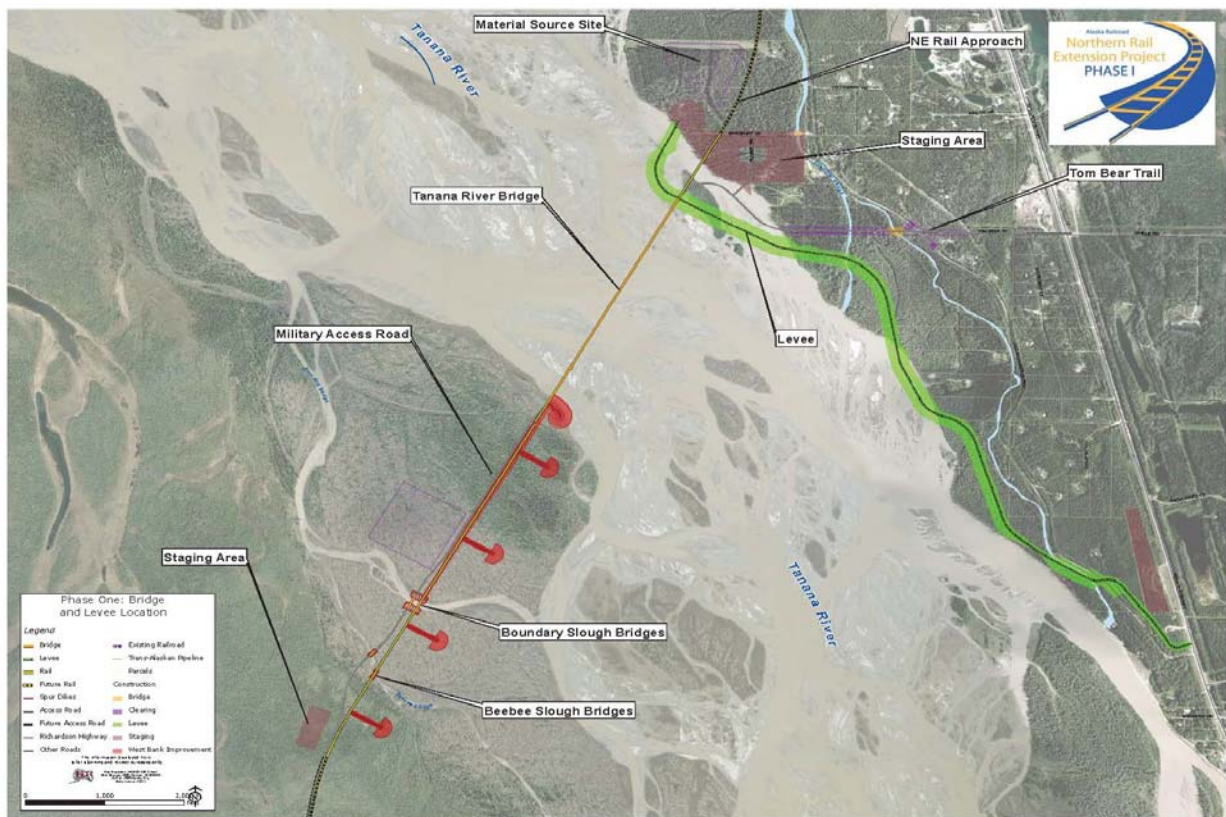 Tanana River
Material Source Site
NE Rail Approach
Alaska Railroad
Northern Rail
Extension Project
PHASE I
Staging Area
Tom Bear Trail
Tanana River Bridge
Military Access Road
Levee
Staging Area
Tanana River
Boundary Slough Bridges
Beebee Slough Bridges
Phase One: Bridge
and Levee Location
Legend
Bridge
Levee
Rail
Future Rail
Spur Dikes
Access Road
Future Access Road
Richardson Highway
Other Roads
Existing Railroad
Trans-Alaskan Pipeline
Parcels
Construction
Bridge
Clearing
Levee
Staging
West Bank Improvement
0 1,000